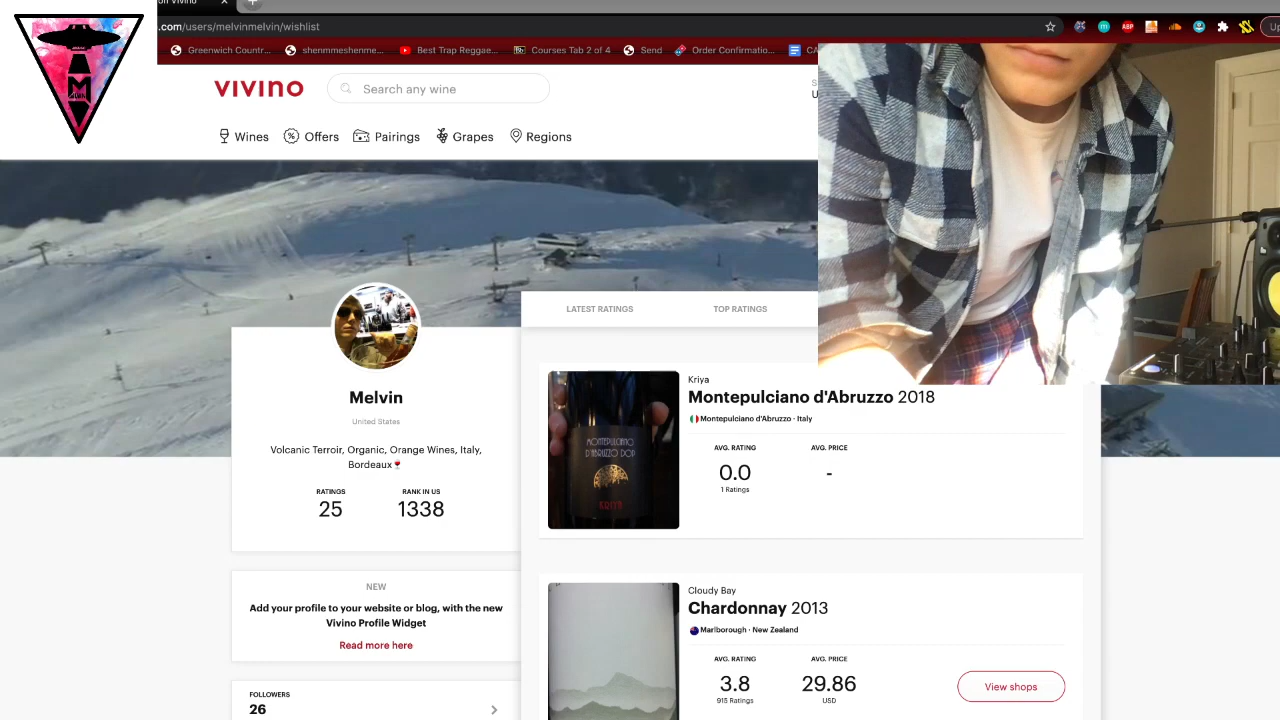 on Vivino
.com/users/melvinmelvin/wishlist
Greenwich Countr...
shenmmeshenme...
Best Trap Reggae...
Courses Tab 2 of 4
Send
Order Confirmatio...
ABP
M
VIVINO
Search any wine
Wines
Offers
Pairings
Grapes
Regions
LATEST RATINGS
TOP RATINGS
Melvin
United States
Volcanic Terroir, Organic, Orange Wines, Italy,
Bordeaux🍷
RATINGS
RANK IN US
25
1338
NEW
Add your profile to your website or blog, with the new
Vivino Profile Widget
Read more here
FOLLOWERS
26
Kriya
Montepulciano d'Abruzzo 2018
Montepulciano d'Abruzzo · Italy
AVG. RATING
AVG. PRICE
0.0
-
1 Ratings
MONTEPULCIANO
D'ABRUZZO DOP
KRIYA
Cloudy Bay
Chardonnay 2013
Marlborough · New Zealand
AVG. RATING
AVG. PRICE
3.8
29.86
915 Ratings
USD
View shops